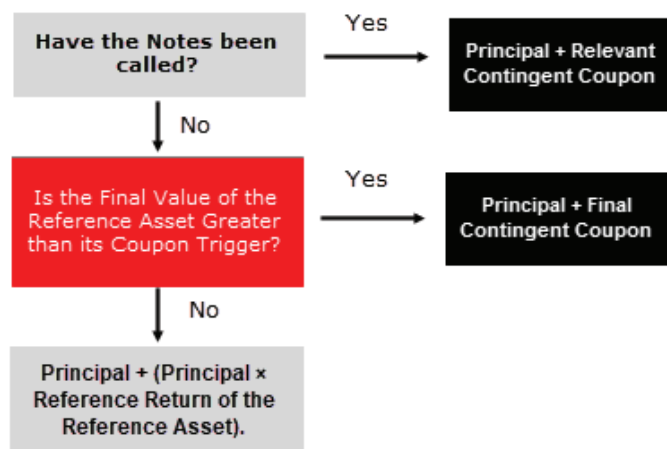 Have the Notes been
called?
Yes
Principal + Relevant
Contingent Coupon
No
Is the Final Value of the
Reference Asset Greater
than its Coupon Trigger?
Yes
Principal + Final
Contingent Coupon
No
Principal + (Principal ×
Reference Return of the
Reference Asset).